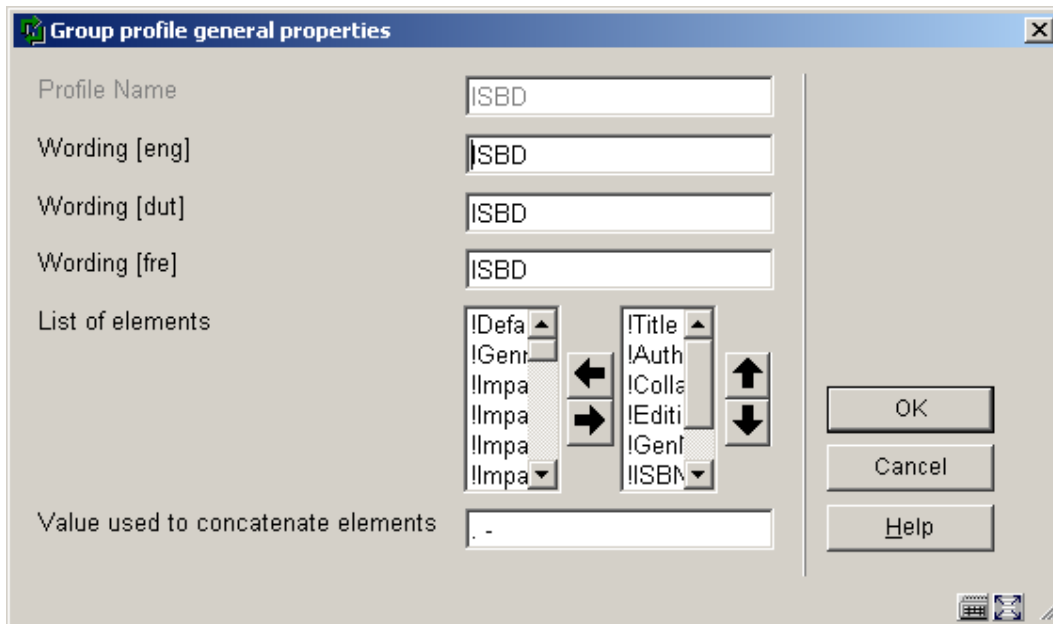 Group profile general properties
Profile Name
ISBD
Wording [eng]
ISBD
Wording [dut]
ISBD
Wording [fre]
ISBD
List of elements
!Defa
!Genr
!Impa
!Impa
!Impa
!Impa
!Title
!Auth
!Colla
!Editi
!GenN
!ISBN
Value used to concatenate elements
. -
OK
Cancel
Help